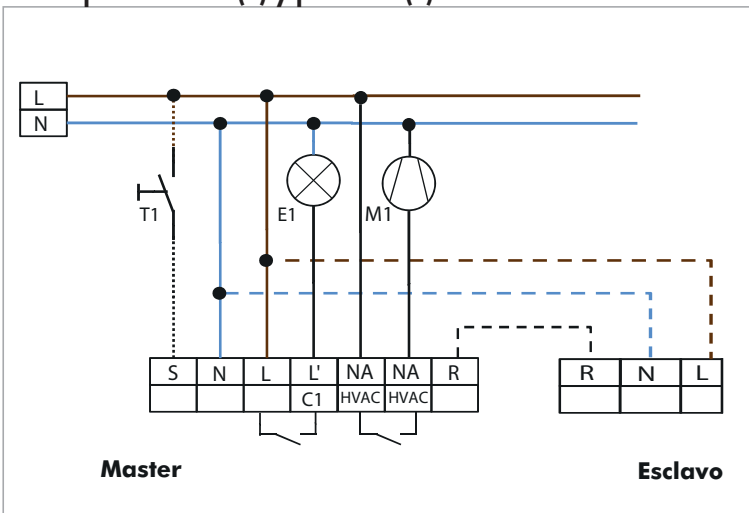 L
N
T1
E1
M1
S N L L' NA NA R
C1 HVAC HVAC
R N L
Master
Esclavo